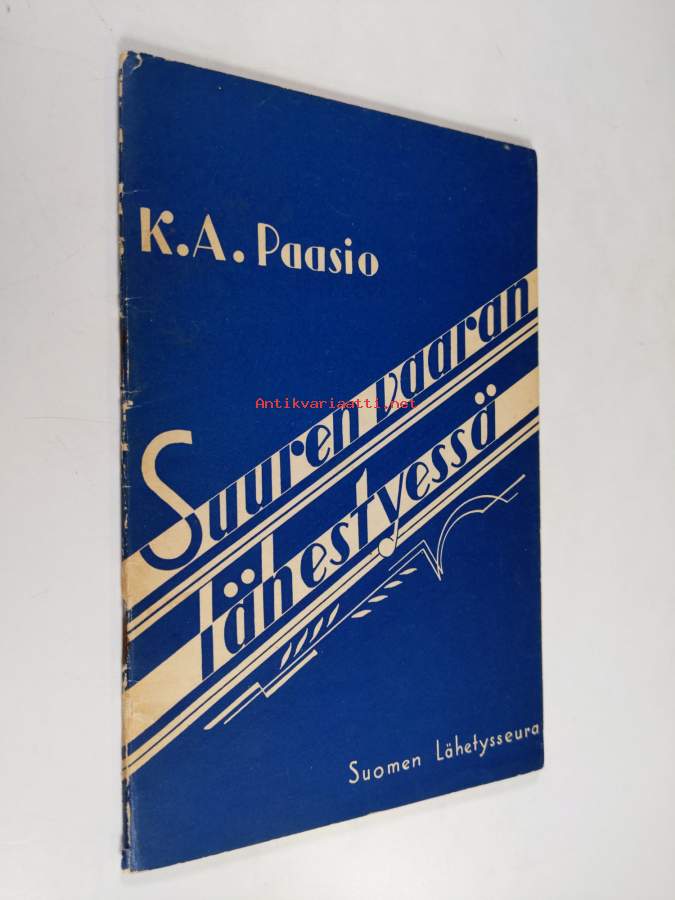 K.A. Paasio
Suuren vaaran
lähestyessä
Antikvariaatti.net
Suomen Lähetysseura